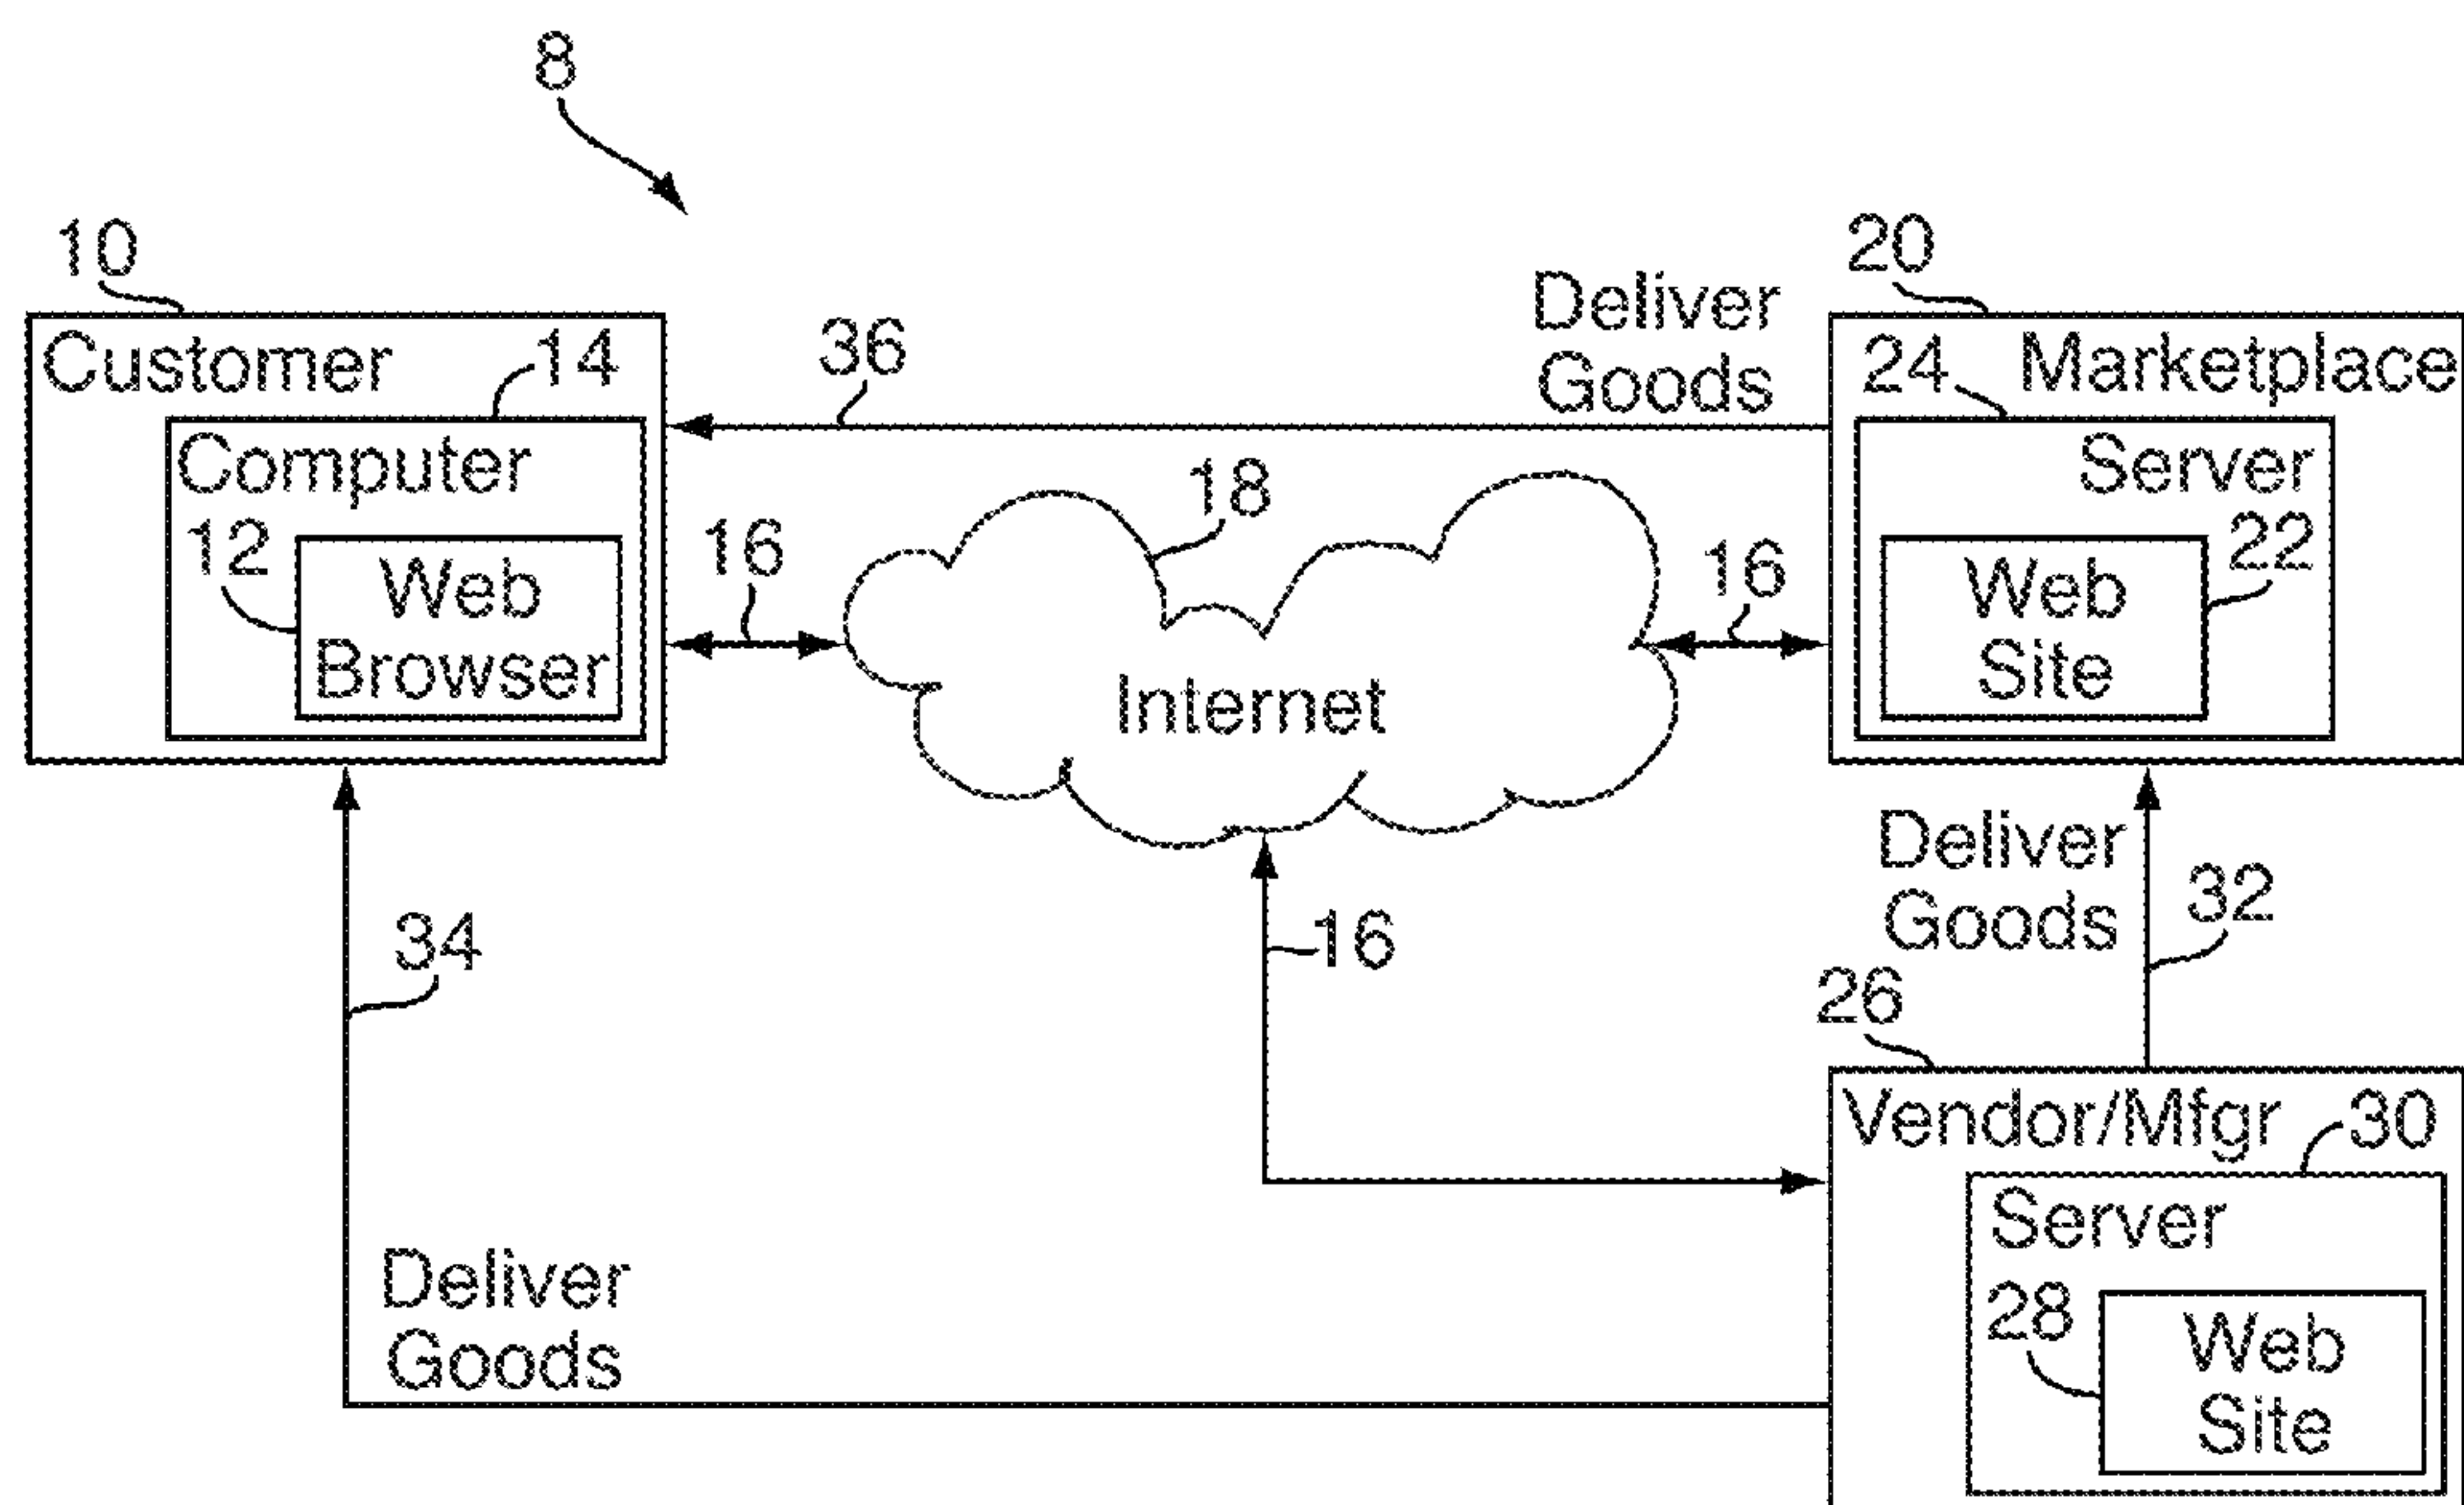 8
10
20
Customer
14
36
Deliver
Goods
24
Marketplace
Computer
18
Server
12
Web
Browser
16
16
Web
Site
22
Internet
Deliver
Goods
32
34
16
26
Vendor/Mfgr
30
Server
Deliver
Goods
28
Web
Site